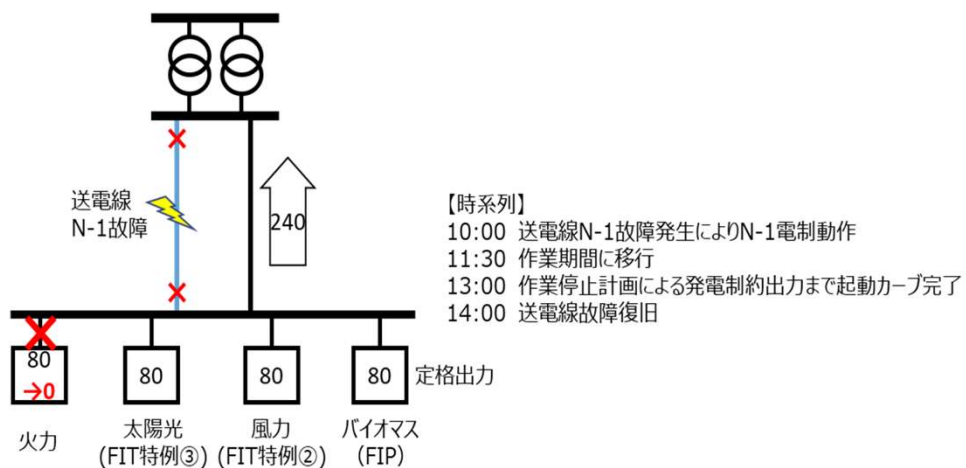 送電線
N-1故障
240
【時系列】
10:00 送電線N-1故障発生によりN-1電制動作
11:30 作業期間に移行
13:00 作業停止計画による発電制約出力まで起動カーブ完了
14:00 送電線故障復旧
80
→0
80
80
80
定格出力
火力
太陽光
(FIT特例③)
風力
(FIT特例②)
バイオマス
(FIP)